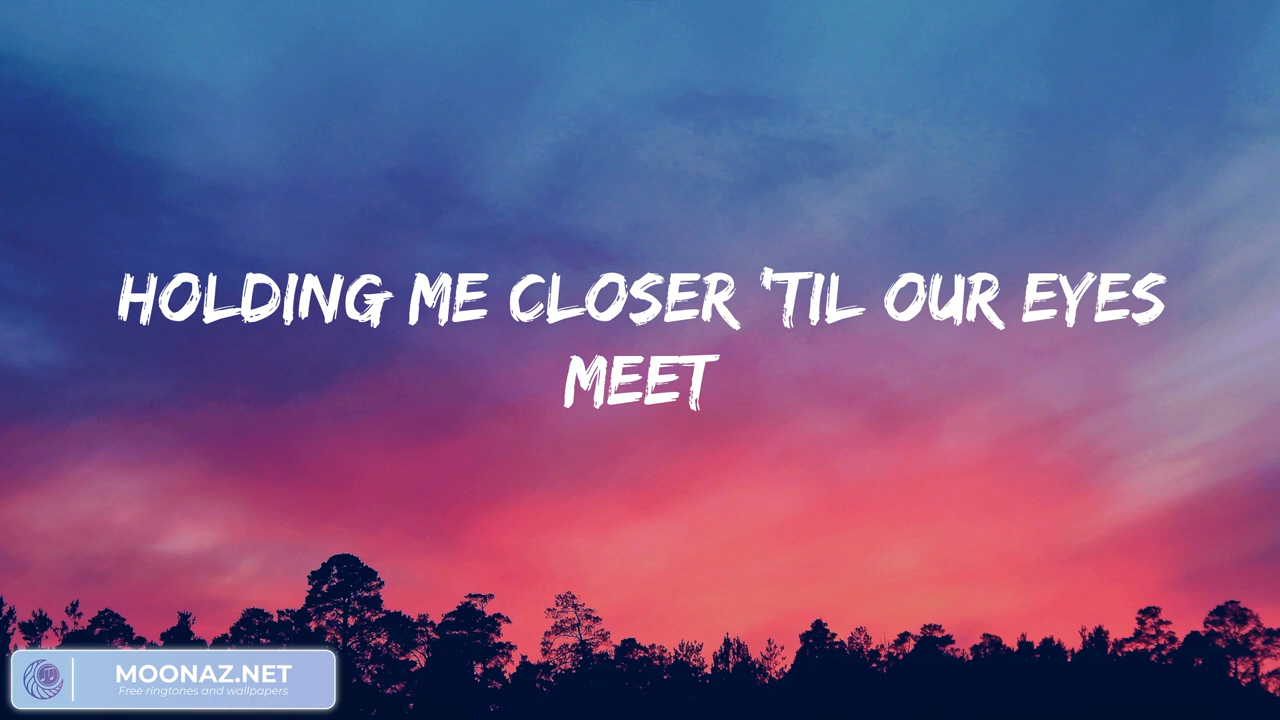 HOLDING ME CLOSER 'TIL OUR EYES
MEET
MOONAZ.NET
Free ringtones and wallpapers